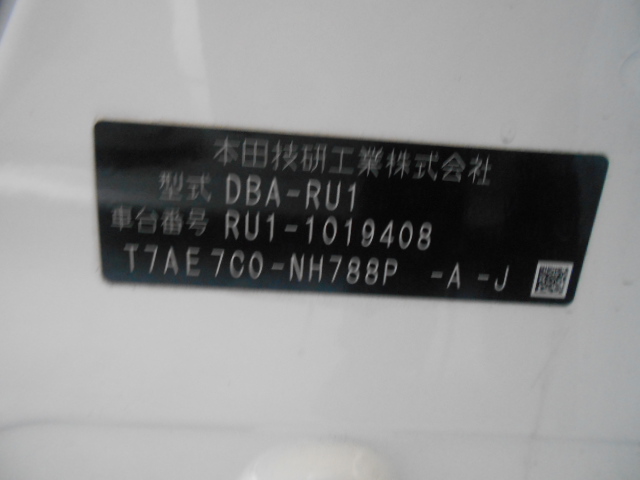 本田技研工業株式会社
型式 DBA-RU1
車台番号 RU1-1019408
T7AE7C0-NH788P -A -J